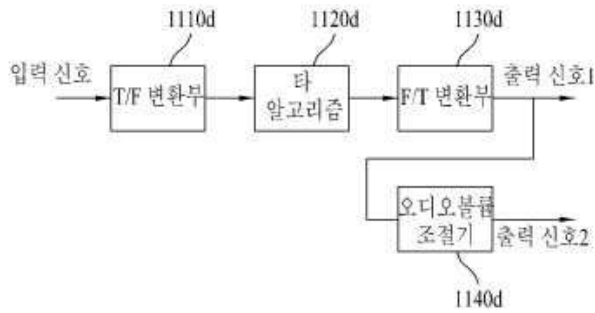 1110d
1120d
1130d
입력 신호
T/F 변환부
타
알고리즘
F/T 변환부
출력 신호1
오디오볼륨
조절기
출력 신호2
1140d